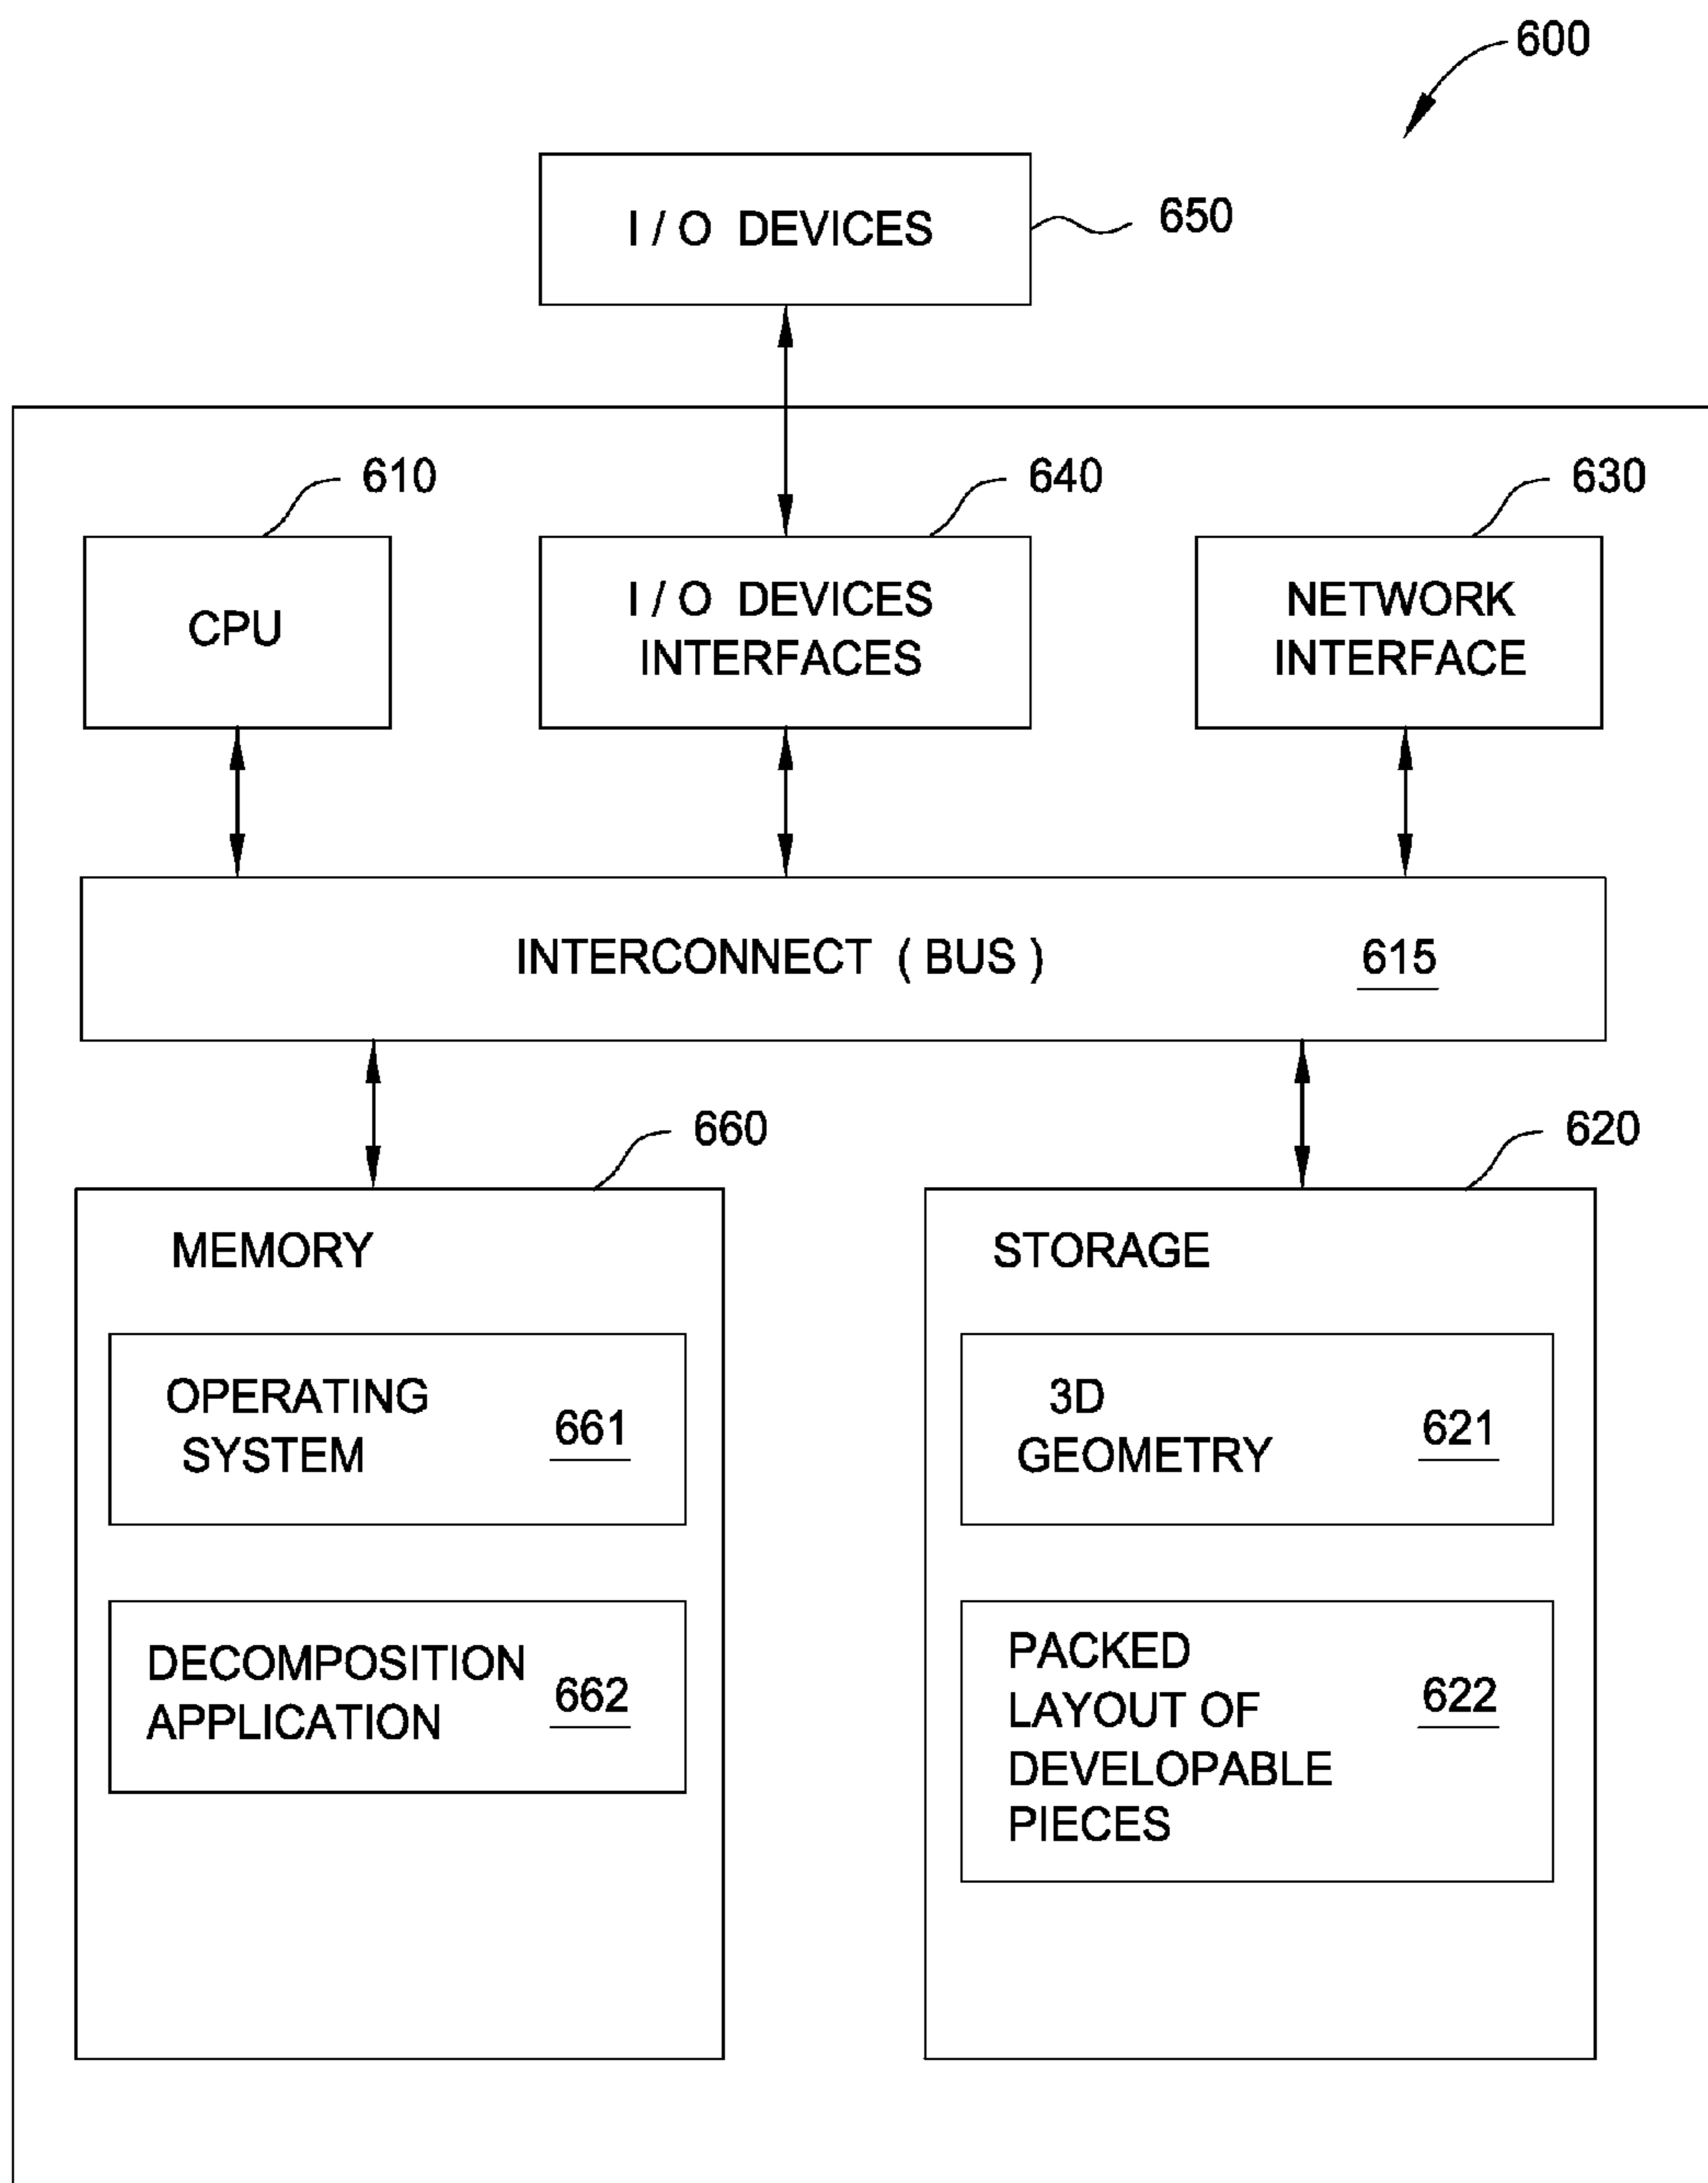 600
I / O DEVICES
650
610
640
630
CPU
I / O DEVICES
INTERFACES
NETWORK
INTERFACE
INTERCONNECT ( BUS )
615
660
620
MEMORY
OPERATING
SYSTEM
661
DECOMPOSITION
APPLICATION
662
STORAGE
3D
GEOMETRY
621
PACKED
LAYOUT OF
DEVELOPABLE
PIECES
622